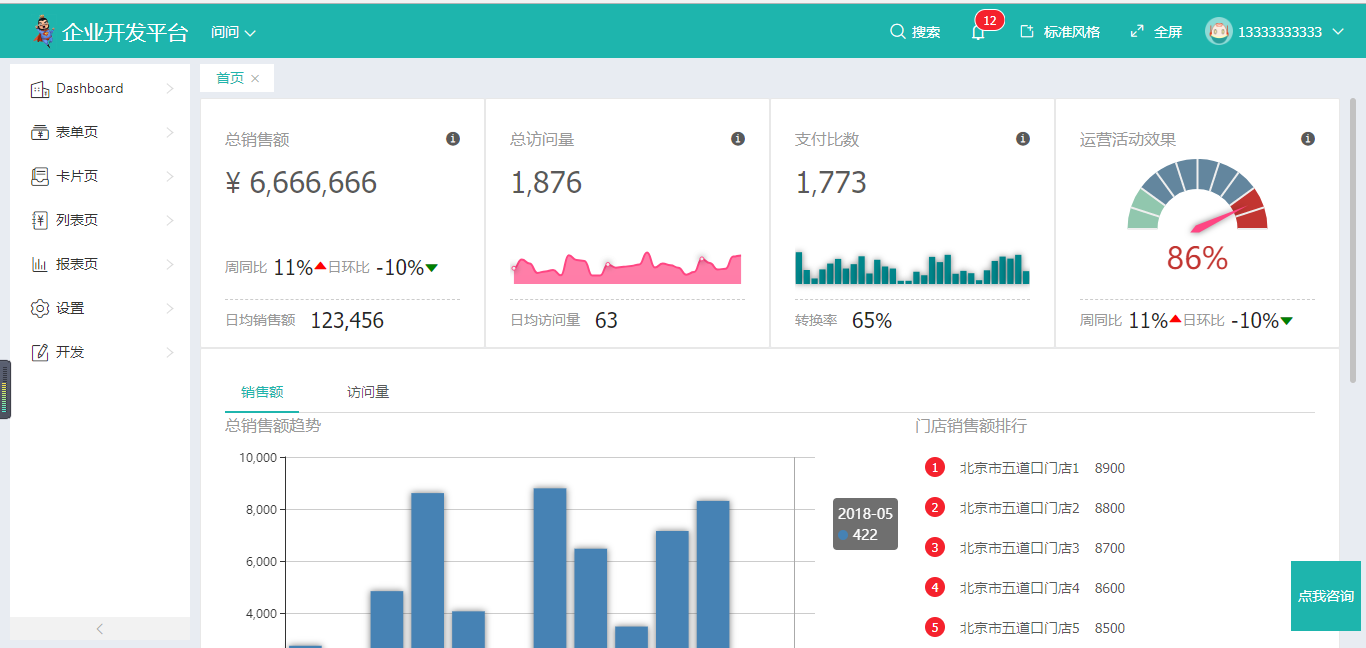 企业开发平台 问问 搜索 12 标准风格 全屏 13333333333
Dashboard
表单页
卡片页
列表页
报表页
设置
开发
首页 ×
总销售额
¥ 6,666,666
周同比 11% 日环比 -10%
日均销售额 123,456
总访问量
1,876
日均访问量 63
支付比数
1,773
转换率 65%
运营活动效果
86%
周同比 11% 日环比 -10%
销售额 访问量
总销售额趋势
10,000
8,000
6,000
4,000
2018-05
422
门店销售额排行
1 北京市五道口门店1 8900
2 北京市五道口门店2 8800
3 北京市五道口门店3 8700
4 北京市五道口门店4 8600
5 北京市五道口门店5 8500
点我咨询